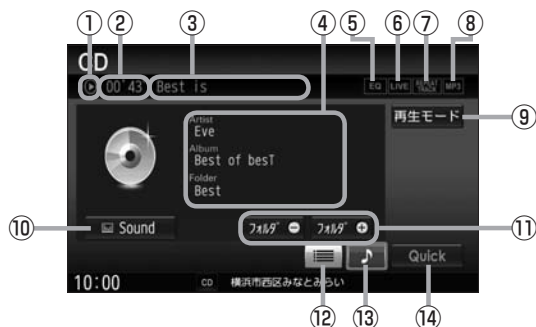 ① ② ③ ④ ⑤ ⑥ ⑦ ⑧
CD
00'43 Best is
EQ LIVE REPEAT TRACK MP3
再生モード ⑨
Artist
Eve
Album
Best of besT
Folder
Best
⑩ Sound フォルダ フォルダ ⑪
Quick
10:00 CD 横浜市西区みなとみらい
⑫ ⑬ ⑭